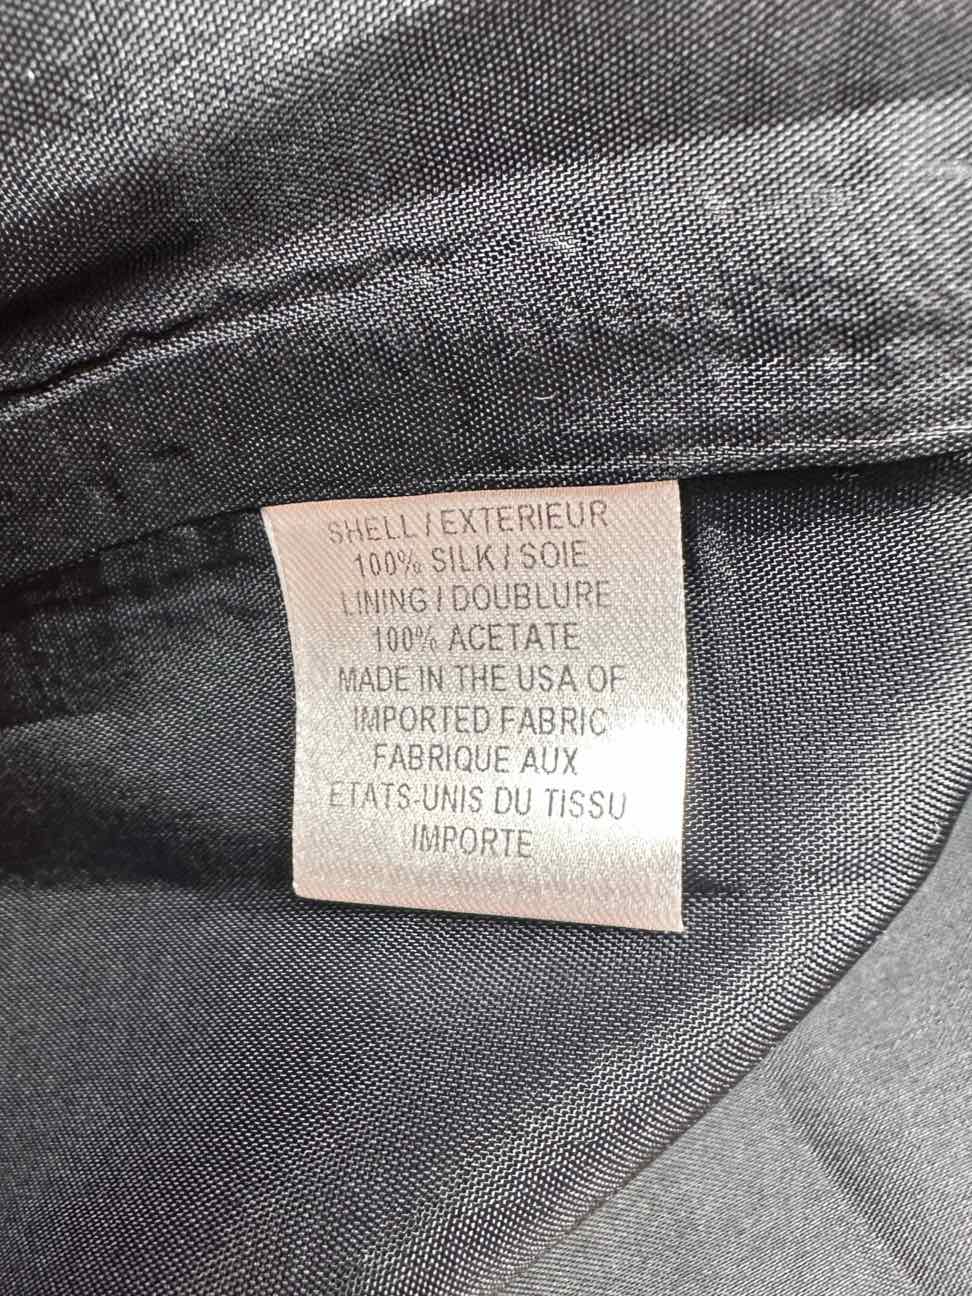 SHELL / EXTERIEUR
100% SILK / SOIE
LINING / DOUBLURE
100% ACETATE
MADE IN THE USA OF
IMPORTED FABRIC
FABRIQUE AUX
ETATS-UNIS DU TISSU
IMPORTE